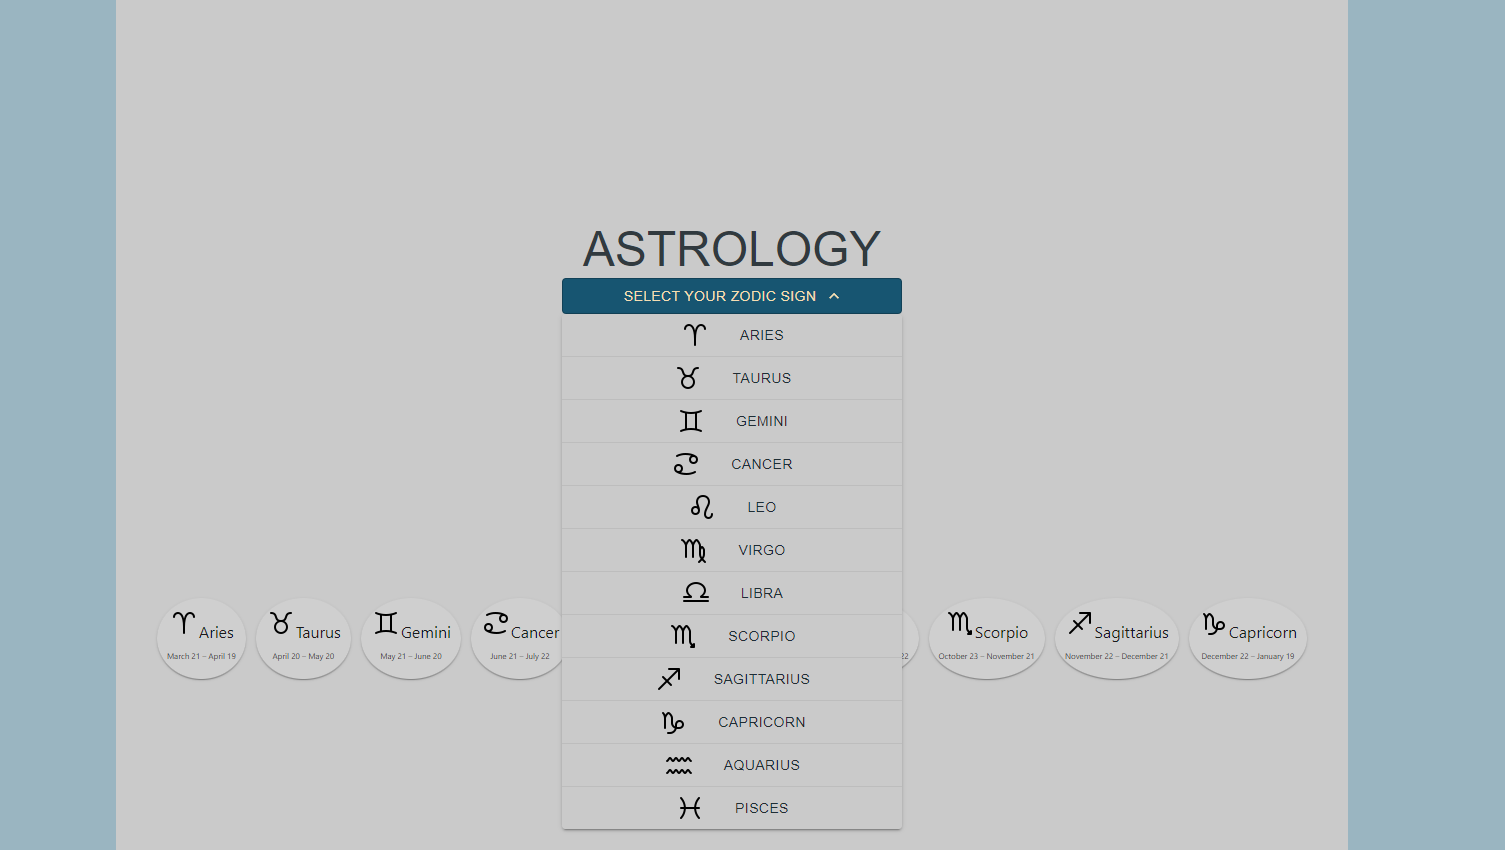 ASTROLOGY
SELECT YOUR ZODIC SIGN
ARIES
TAURUS
GEMINI
CANCER
LEO
VIRGO
LIBRA
SCORPIO
SAGITTARIUS
CAPRICORN
AQUARIUS
PISCES
Aries
March 21 – April 19
Taurus
April 20 – May 20
Gemini
May 21 – June 20
Cancer
June 21 – July 22
22
Scorpio
October 23 – November 21
Sagittarius
November 22 – December 21
Capricorn
December 22 – January 19